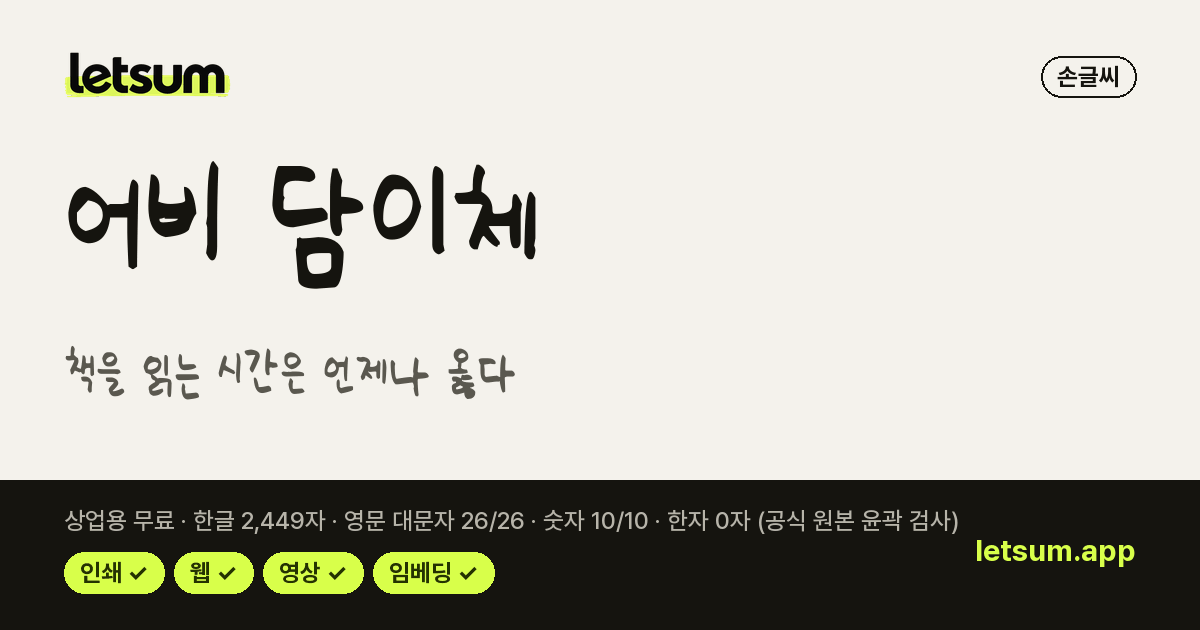 letsum
손글씨
어비 담이체
책을 읽는 시간은 언제나 옳다
상업용 무료 · 한글 2,449자 · 영문 대문자 26/26 · 숫자 10/10 · 한자 0자 (공식 원본 윤곽 검사)
인쇄 ✓ 웹 ✓ 영상 ✓ 임베딩 ✓
letsum.app